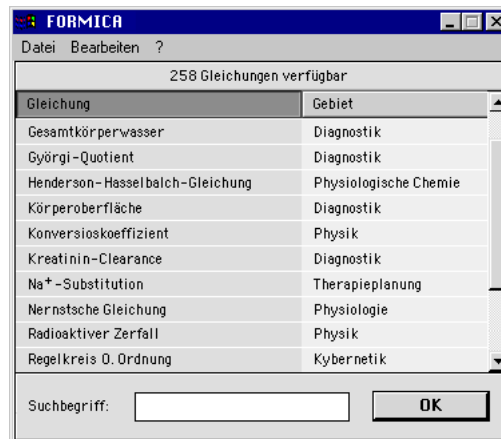 FORMICA
Datei Bearbeiten ?
258 Gleichungen verfügbar
Gleichung Gebiet
Gesamtkörperwasser Diagnostik
Györgi-Quotient Diagnostik
Henderson-Hasselbalch-Gleichung Physiologische Chemie
Körperoberfläche Diagnostik
Konversioskoeffizient Physik
Kreatinin-Clearance Diagnostik
Na⁺-Substitution Therapieplanung
Nernstsche Gleichung Physiologie
Radioaktiver Zerfall Physik
Regelkreis 0. Ordnung Kybernetik
Suchbegriff: OK